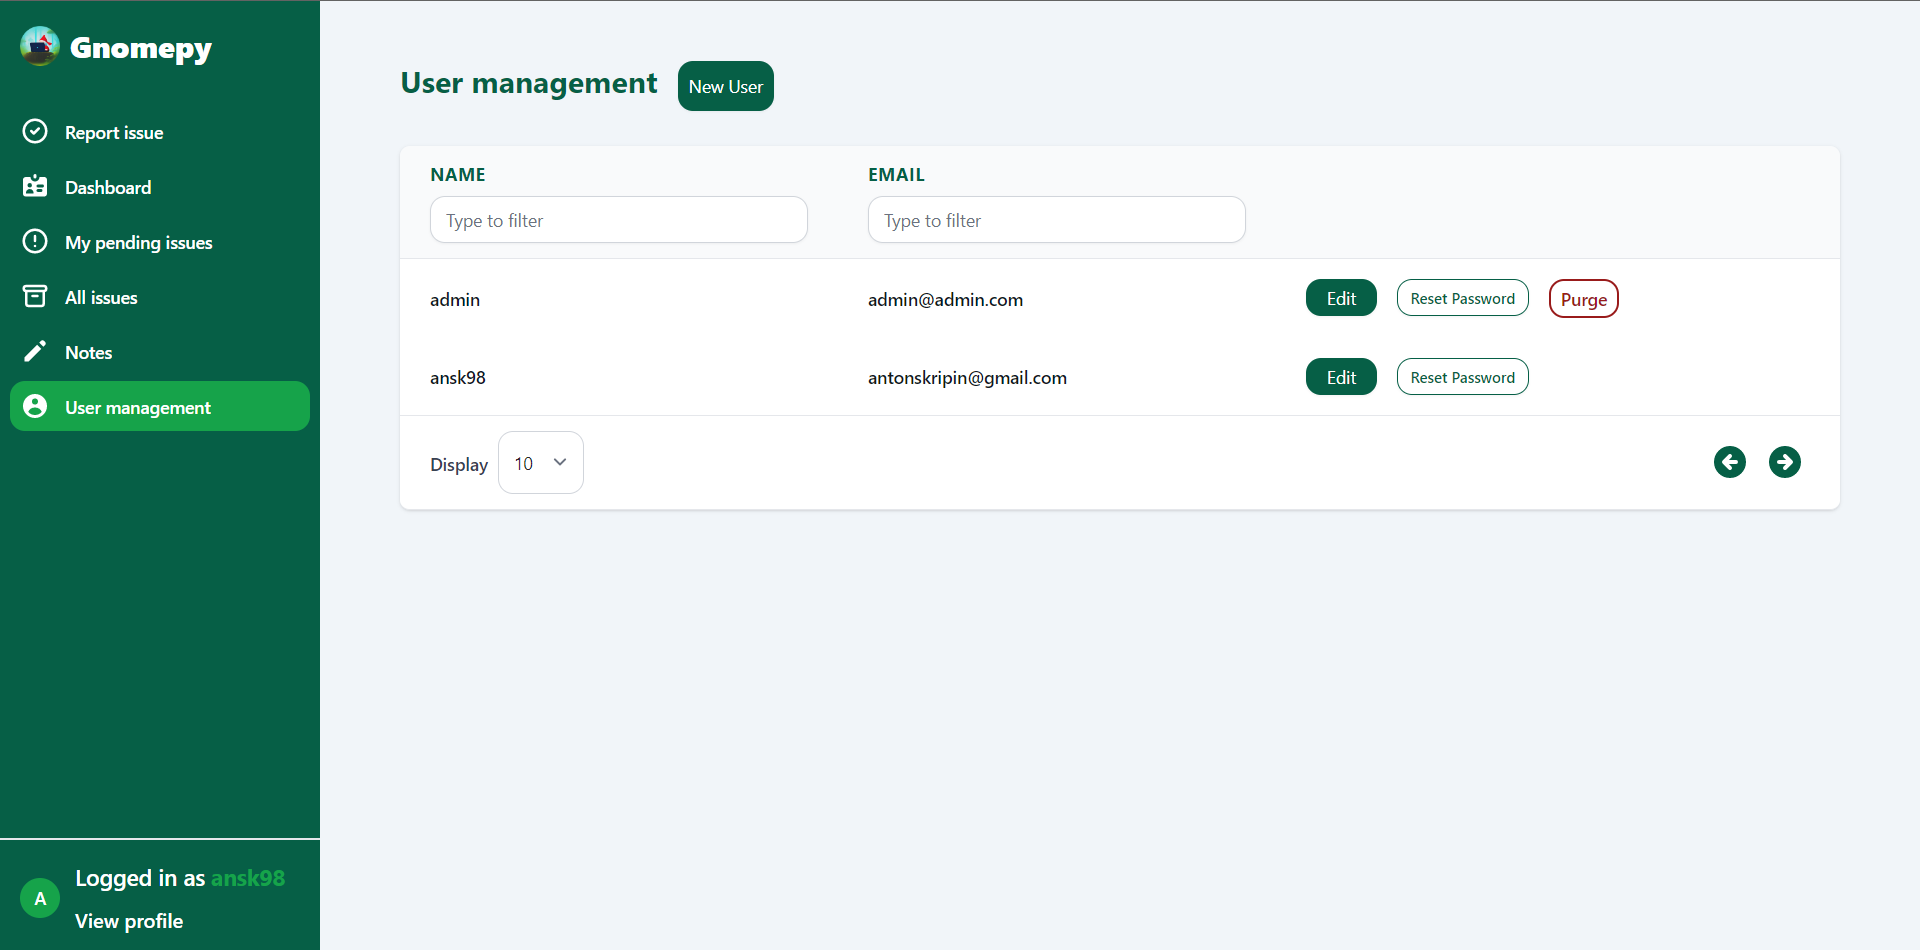 Gnomepy
Report issue
Dashboard
My pending issues
All issues
Notes
User management
Logged in as ansk98
A
View profile
User management New User
NAME EMAIL
Type to filter Type to filter
admin admin@admin.com Edit Reset Password Purge
ansk98 antonskripin@gmail.com Edit Reset Password
Display 10